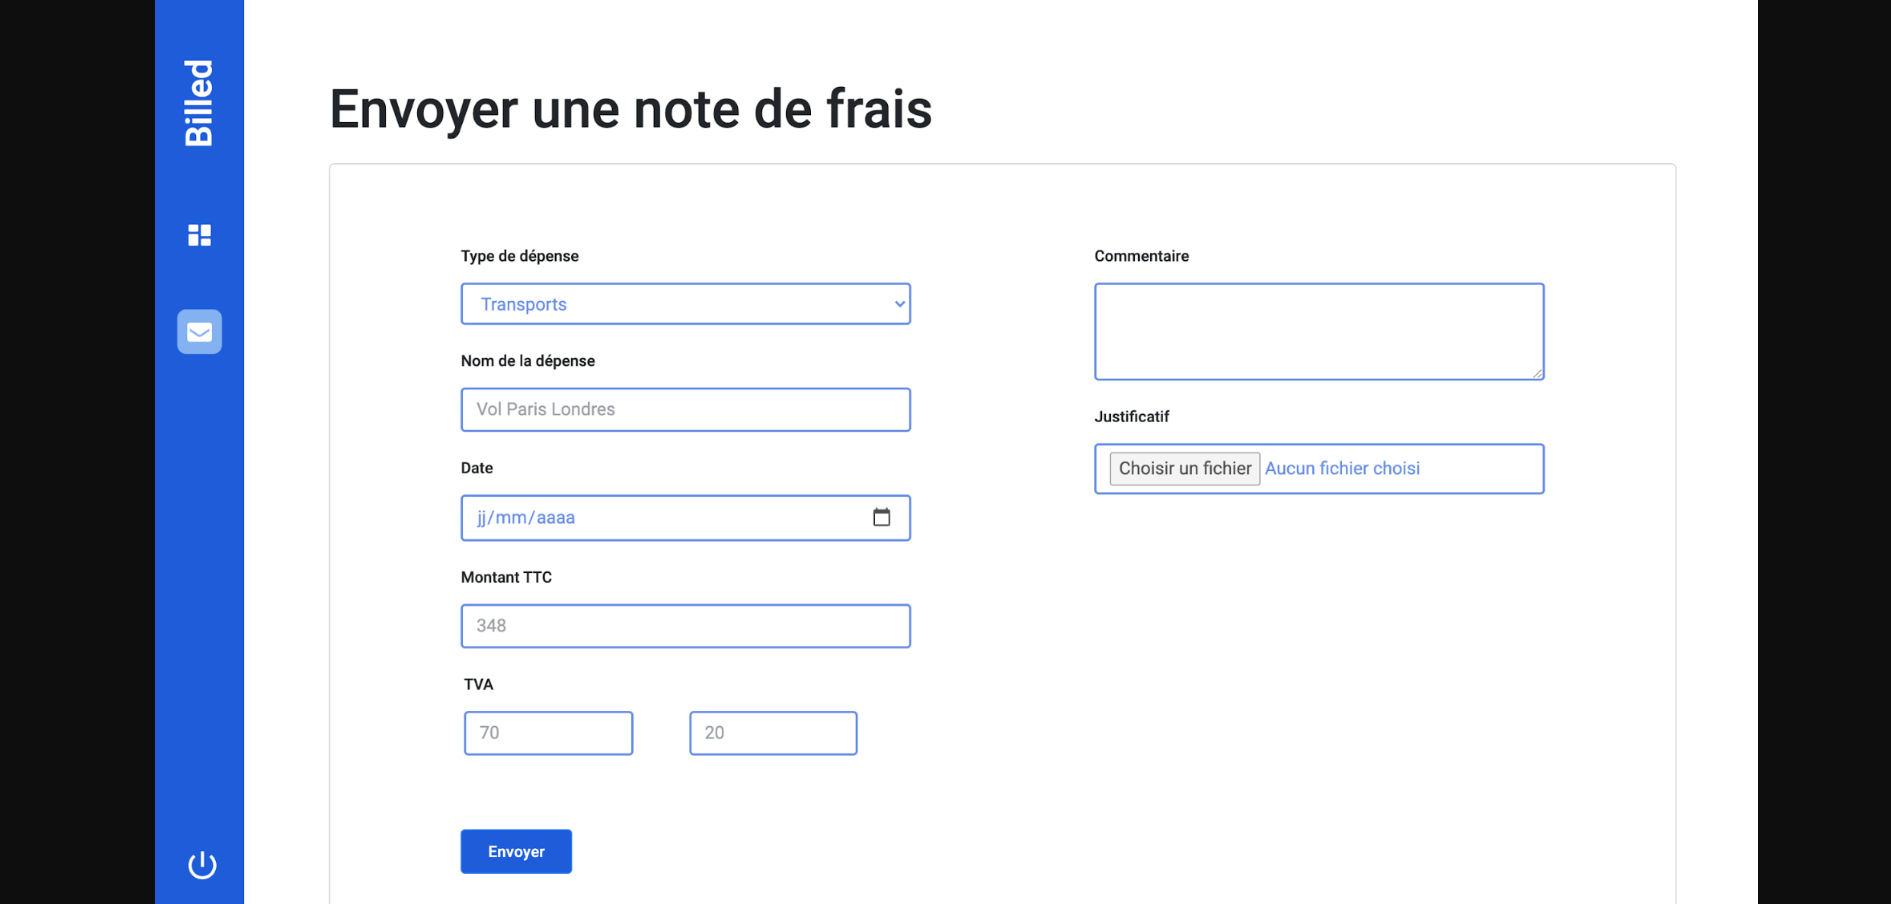 Billed
Envoyer une note de frais
Type de dépense
Transports
Nom de la dépense
Vol Paris Londres
Date
jj/mm/aaaa
Montant TTC
348
TVA
70 20
Envoyer
Commentaire
Justificatif
Choisir un fichier Aucun fichier choisi